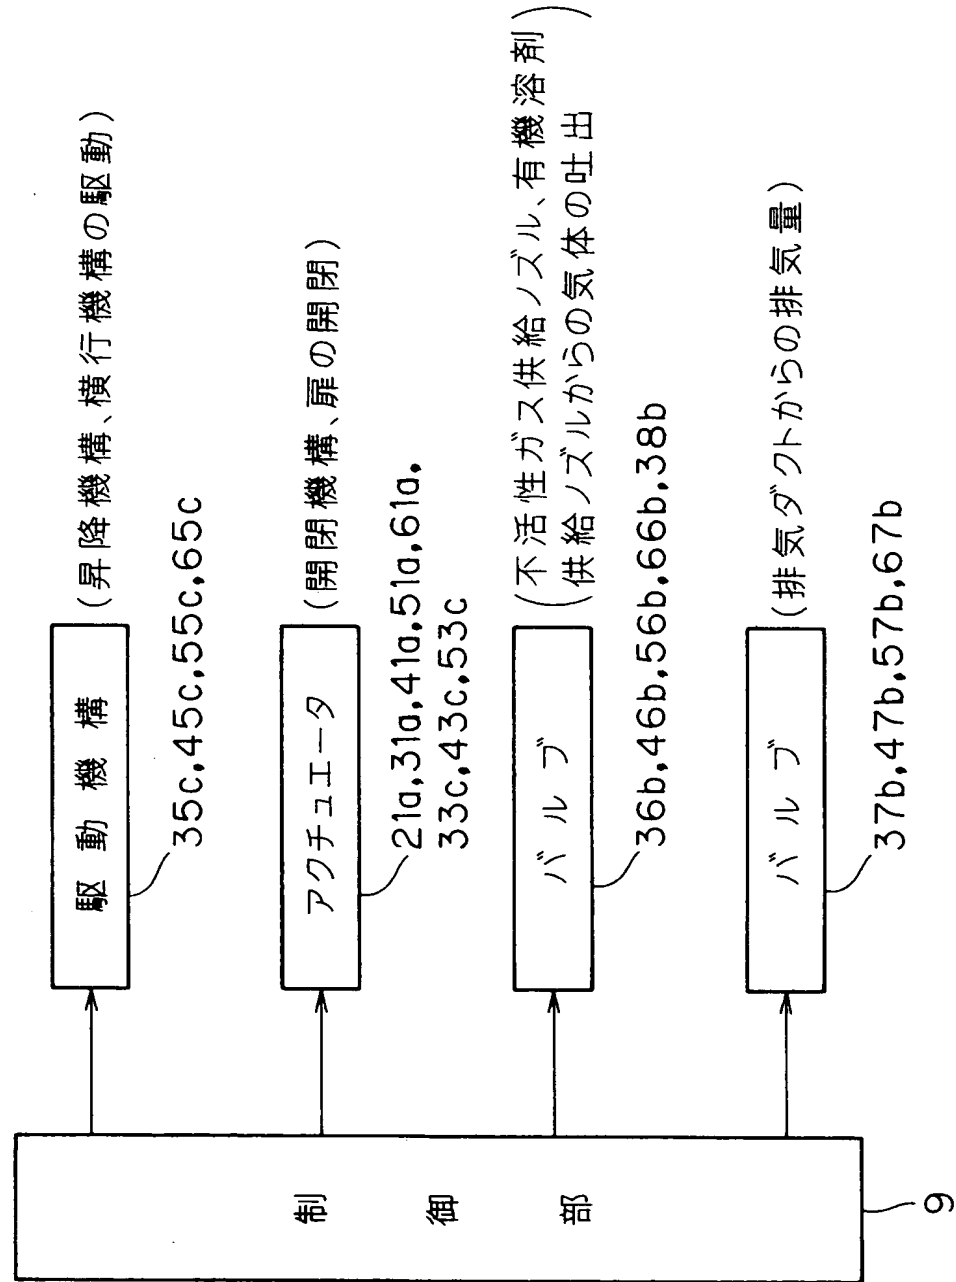 制御部
9
駆動機構
(昇降機構、横行機構の駆動)
35c,45c,55c,65c
アクチュエータ
(開閉機構、扉の開閉)
21a,31a,41a,51a,61a,
33c,43c,53c
バルブ
(不活性ガス供給ノズル、有機溶剤
供給ノズルからの気体の吐出)
36b,46b,56b,66b,38b
バルブ
(排気ダクトからの排気量)
37b,47b,57b,67b